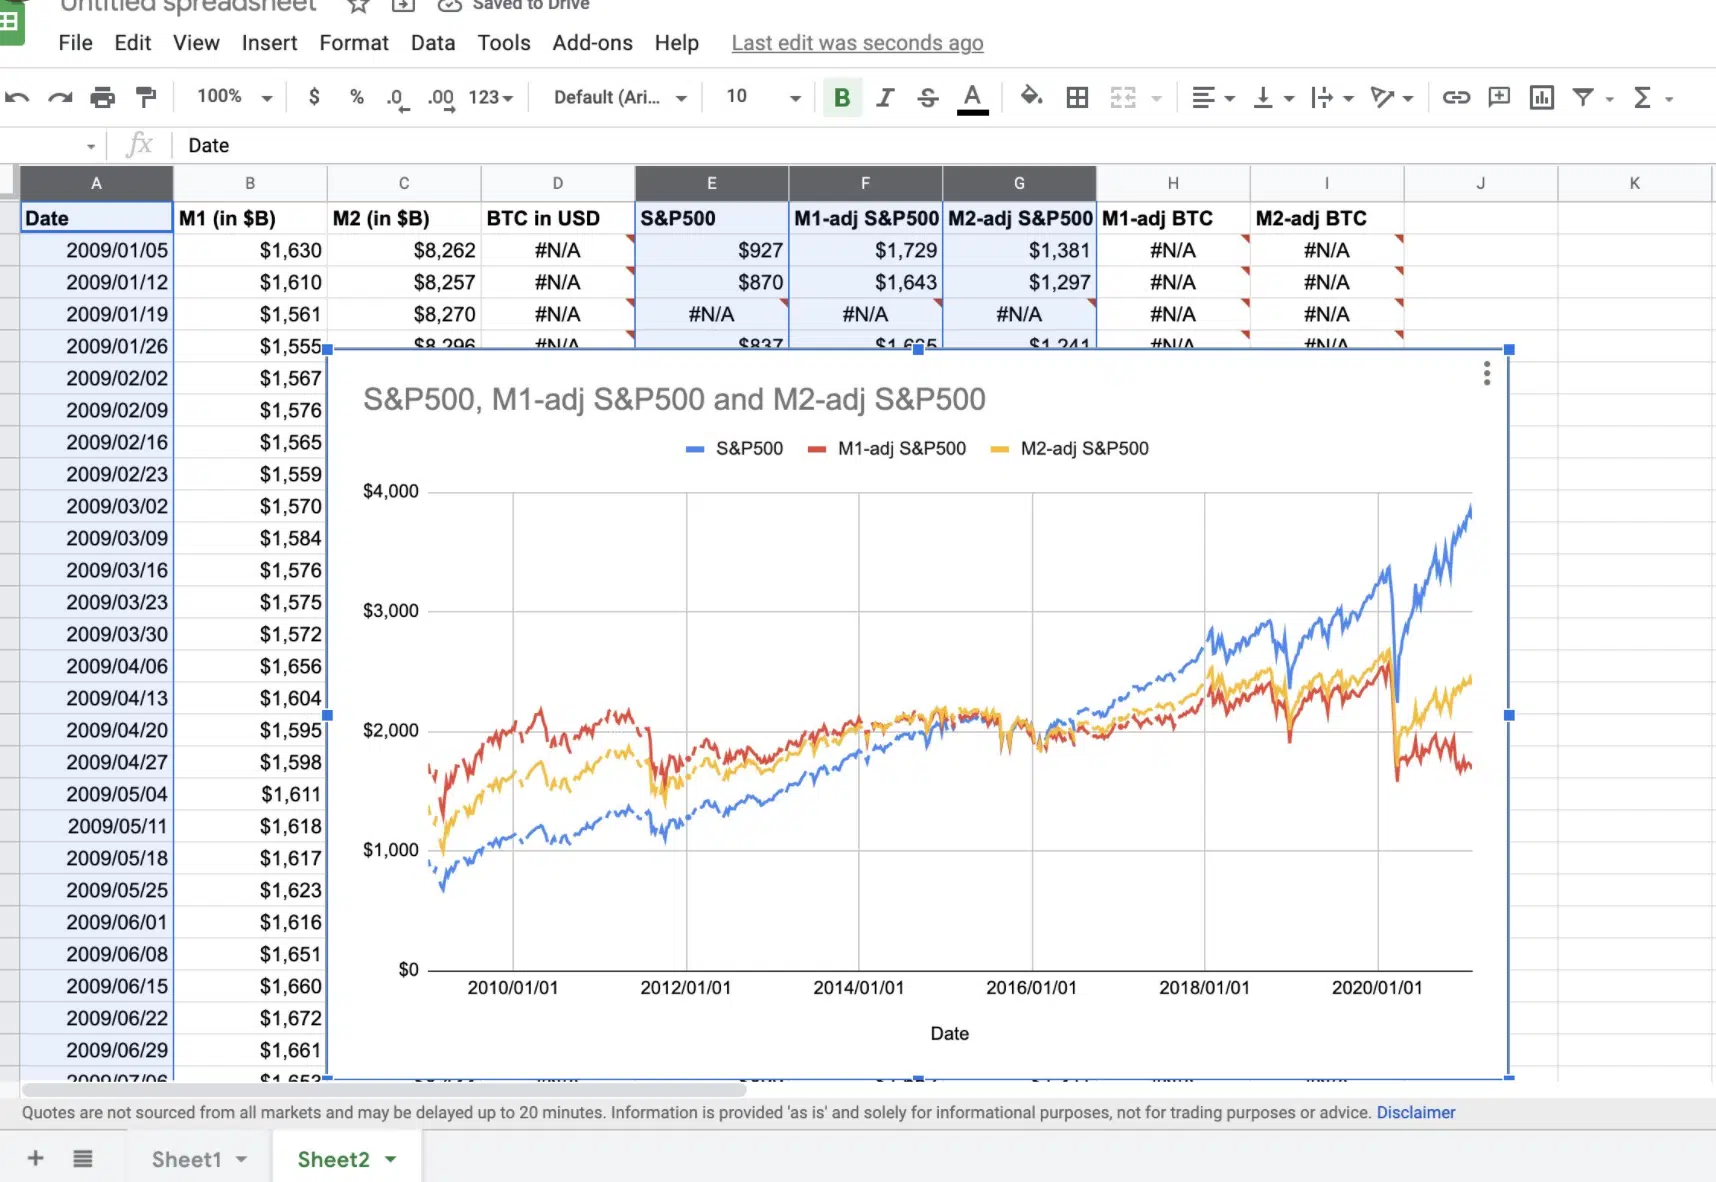 Untitled spreadsheet Saved to Drive
File Edit View Insert Format Data Tools Add-ons Help Last edit was seconds ago
100% $ % .0 .00 123 Default (Ari... 10 B I S A Σ
fx Date
A B C D E F G H I J K
Date M1 (in $B) M2 (in $B) BTC in USD S&P500 M1-adj S&P500 M2-adj S&P500 M1-adj BTC M2-adj BTC
2009/01/05 $1,630 $8,262 #N/A $927 $1,729 $1,381 #N/A #N/A
2009/01/12 $1,610 $8,257 #N/A $870 $1,643 $1,297 #N/A #N/A
2009/01/19 $1,561 $8,270 #N/A #N/A #N/A #N/A #N/A #N/A
2009/01/26 $1,555 $8,296 #N/A $837 $1,241 #N/A #N/A
2009/02/02 $1,567
2009/02/09 $1,576
2009/02/16 $1,565
2009/02/23 $1,559
2009/03/02 $1,570
2009/03/09 $1,584
2009/03/16 $1,576
2009/03/23 $1,575
2009/03/30 $1,572
2009/04/06 $1,656
2009/04/13 $1,604
2009/04/20 $1,595
2009/04/27 $1,598
2009/05/04 $1,611
2009/05/11 $1,618
2009/05/18 $1,617
2009/05/25 $1,623
2009/06/01 $1,616
2009/06/08 $1,651
2009/06/15 $1,660
2009/06/22 $1,672
2009/06/29 $1,661
2009/07/06
S&P500, M1-adj S&P500 and M2-adj S&P500
S&P500 M1-adj S&P500 M2-adj S&P500
$4,000
$3,000
$2,000
$1,000
$0
2010/01/01 2012/01/01 2014/01/01 2016/01/01 2018/01/01 2020/01/01
Date
Quotes are not sourced from all markets and may be delayed up to 20 minutes. Information is provided 'as is' and solely for informational purposes, not for trading purposes or advice. Disclaimer
+ Sheet1 Sheet2